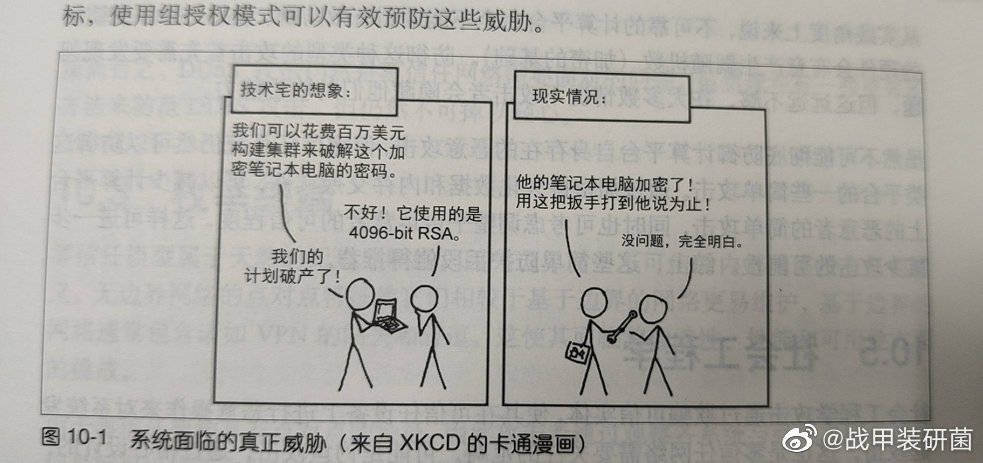 标，使用组授权模式可以有效预防这些威胁。
技术宅的想象：
我们可以花费百万美元
构建集群来破解这个加
密笔记本电脑的密码。
不好！它使用的是
4096-bit RSA。
我们的
计划破产了！
现实情况：
他的笔记本电脑加密了！
用这把扳手打到他说为止！
没问题，完全明白。
图 10-1 系统面临的真正威胁（来自 XKCD 的卡通漫画）
@战甲装研菌